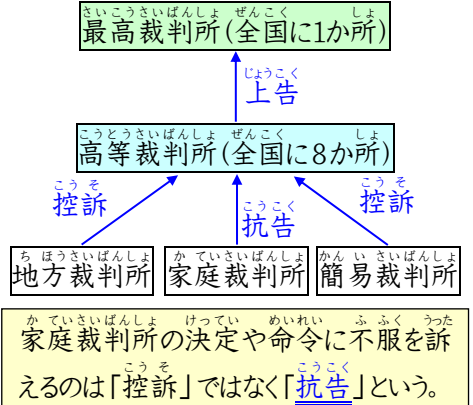 さいこうさいばんしょ ぜんこく しょ
最高裁判所(全国に1か所)
じょうこく
上告
こうとうさいばんしょ ぜんこく しょ
高等裁判所(全国に8か所)
こうそ こうそ
控訴 控訴
こうこく
抗告
ちほうさいばんしょ かていさいばんしょ かんいさいばんしょ
地方裁判所 家庭裁判所 簡易裁判所
かていさいばんしょ けってい めいれい ふふく うった
家庭裁判所の決定や命令に不服を訴
こうそ こうこく
えるのは「控訴」ではなく「抗告」という。